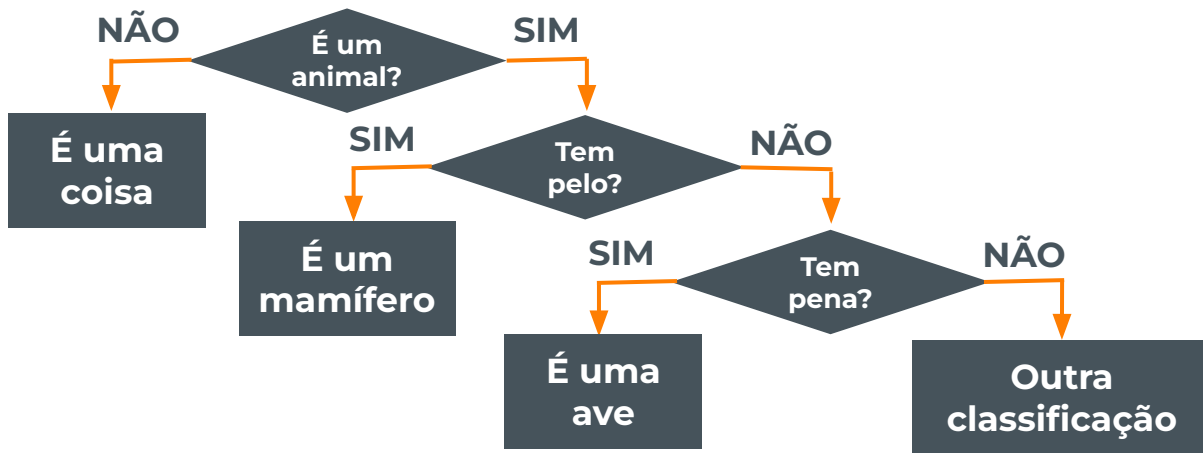 NÃO
É um
animal?
SIM
É uma
coisa
SIM
Tem
pelo?
NÃO
É um
mamífero
SIM
Tem
pena?
NÃO
É uma
ave
Outra
classificação